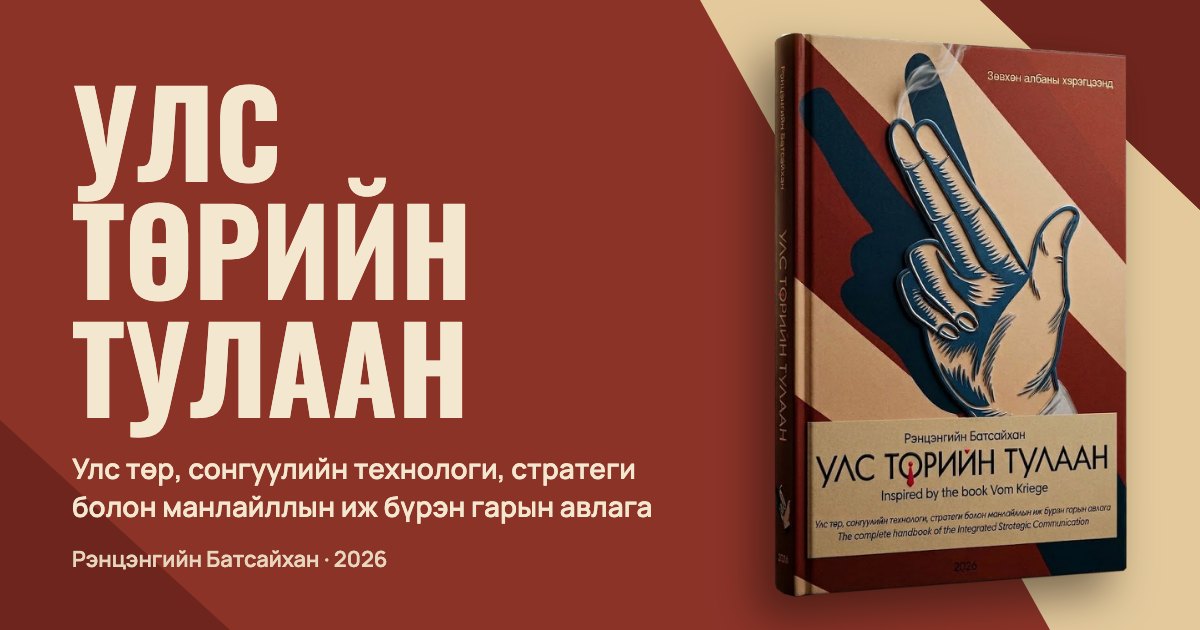 УЛС
ТӨРИЙН
ТУЛААН
Улс төр, сонгуулийн технологи, стратеги
болон манлайллын иж бүрэн гарын авлага
Рэнцэнгийн Батсайхан · 2026
Зөвхөн албаны хэрэгцээнд
Рэнцэнгийн Батсайхан
УЛС ТӨРИЙН ТУЛААН
Inspired by the book Vom Kriege
Улс төр, сонгуулийн технологи, стратеги болон манлайллын иж бүрэн гарын авлага
The complete handbook of the Integrated Strategic Communication
2026
Рэнцэнгийн Батсайхан
УЛС ТӨРИЙН ТУЛААН
2026